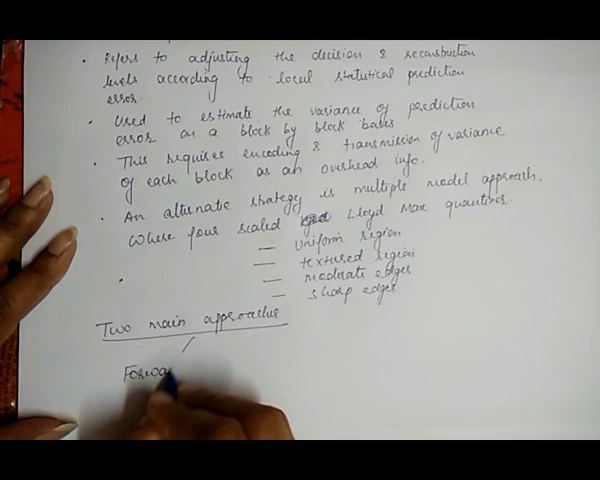 • Refers to adjusting the decision & reconstruction
levels according to local statistical prediction
error.
• Used to estimate the variance of prediction
error on a block by block basis
• This requires encoding & transmission of variance
of each block as an overhead info.
• An alternate strategy is multiple model approach.
Where four scaled Lloyd Max quantizer.
— uniform region
— textured region
— moderate edges
— sharp edges
Two main approaches
Forwa